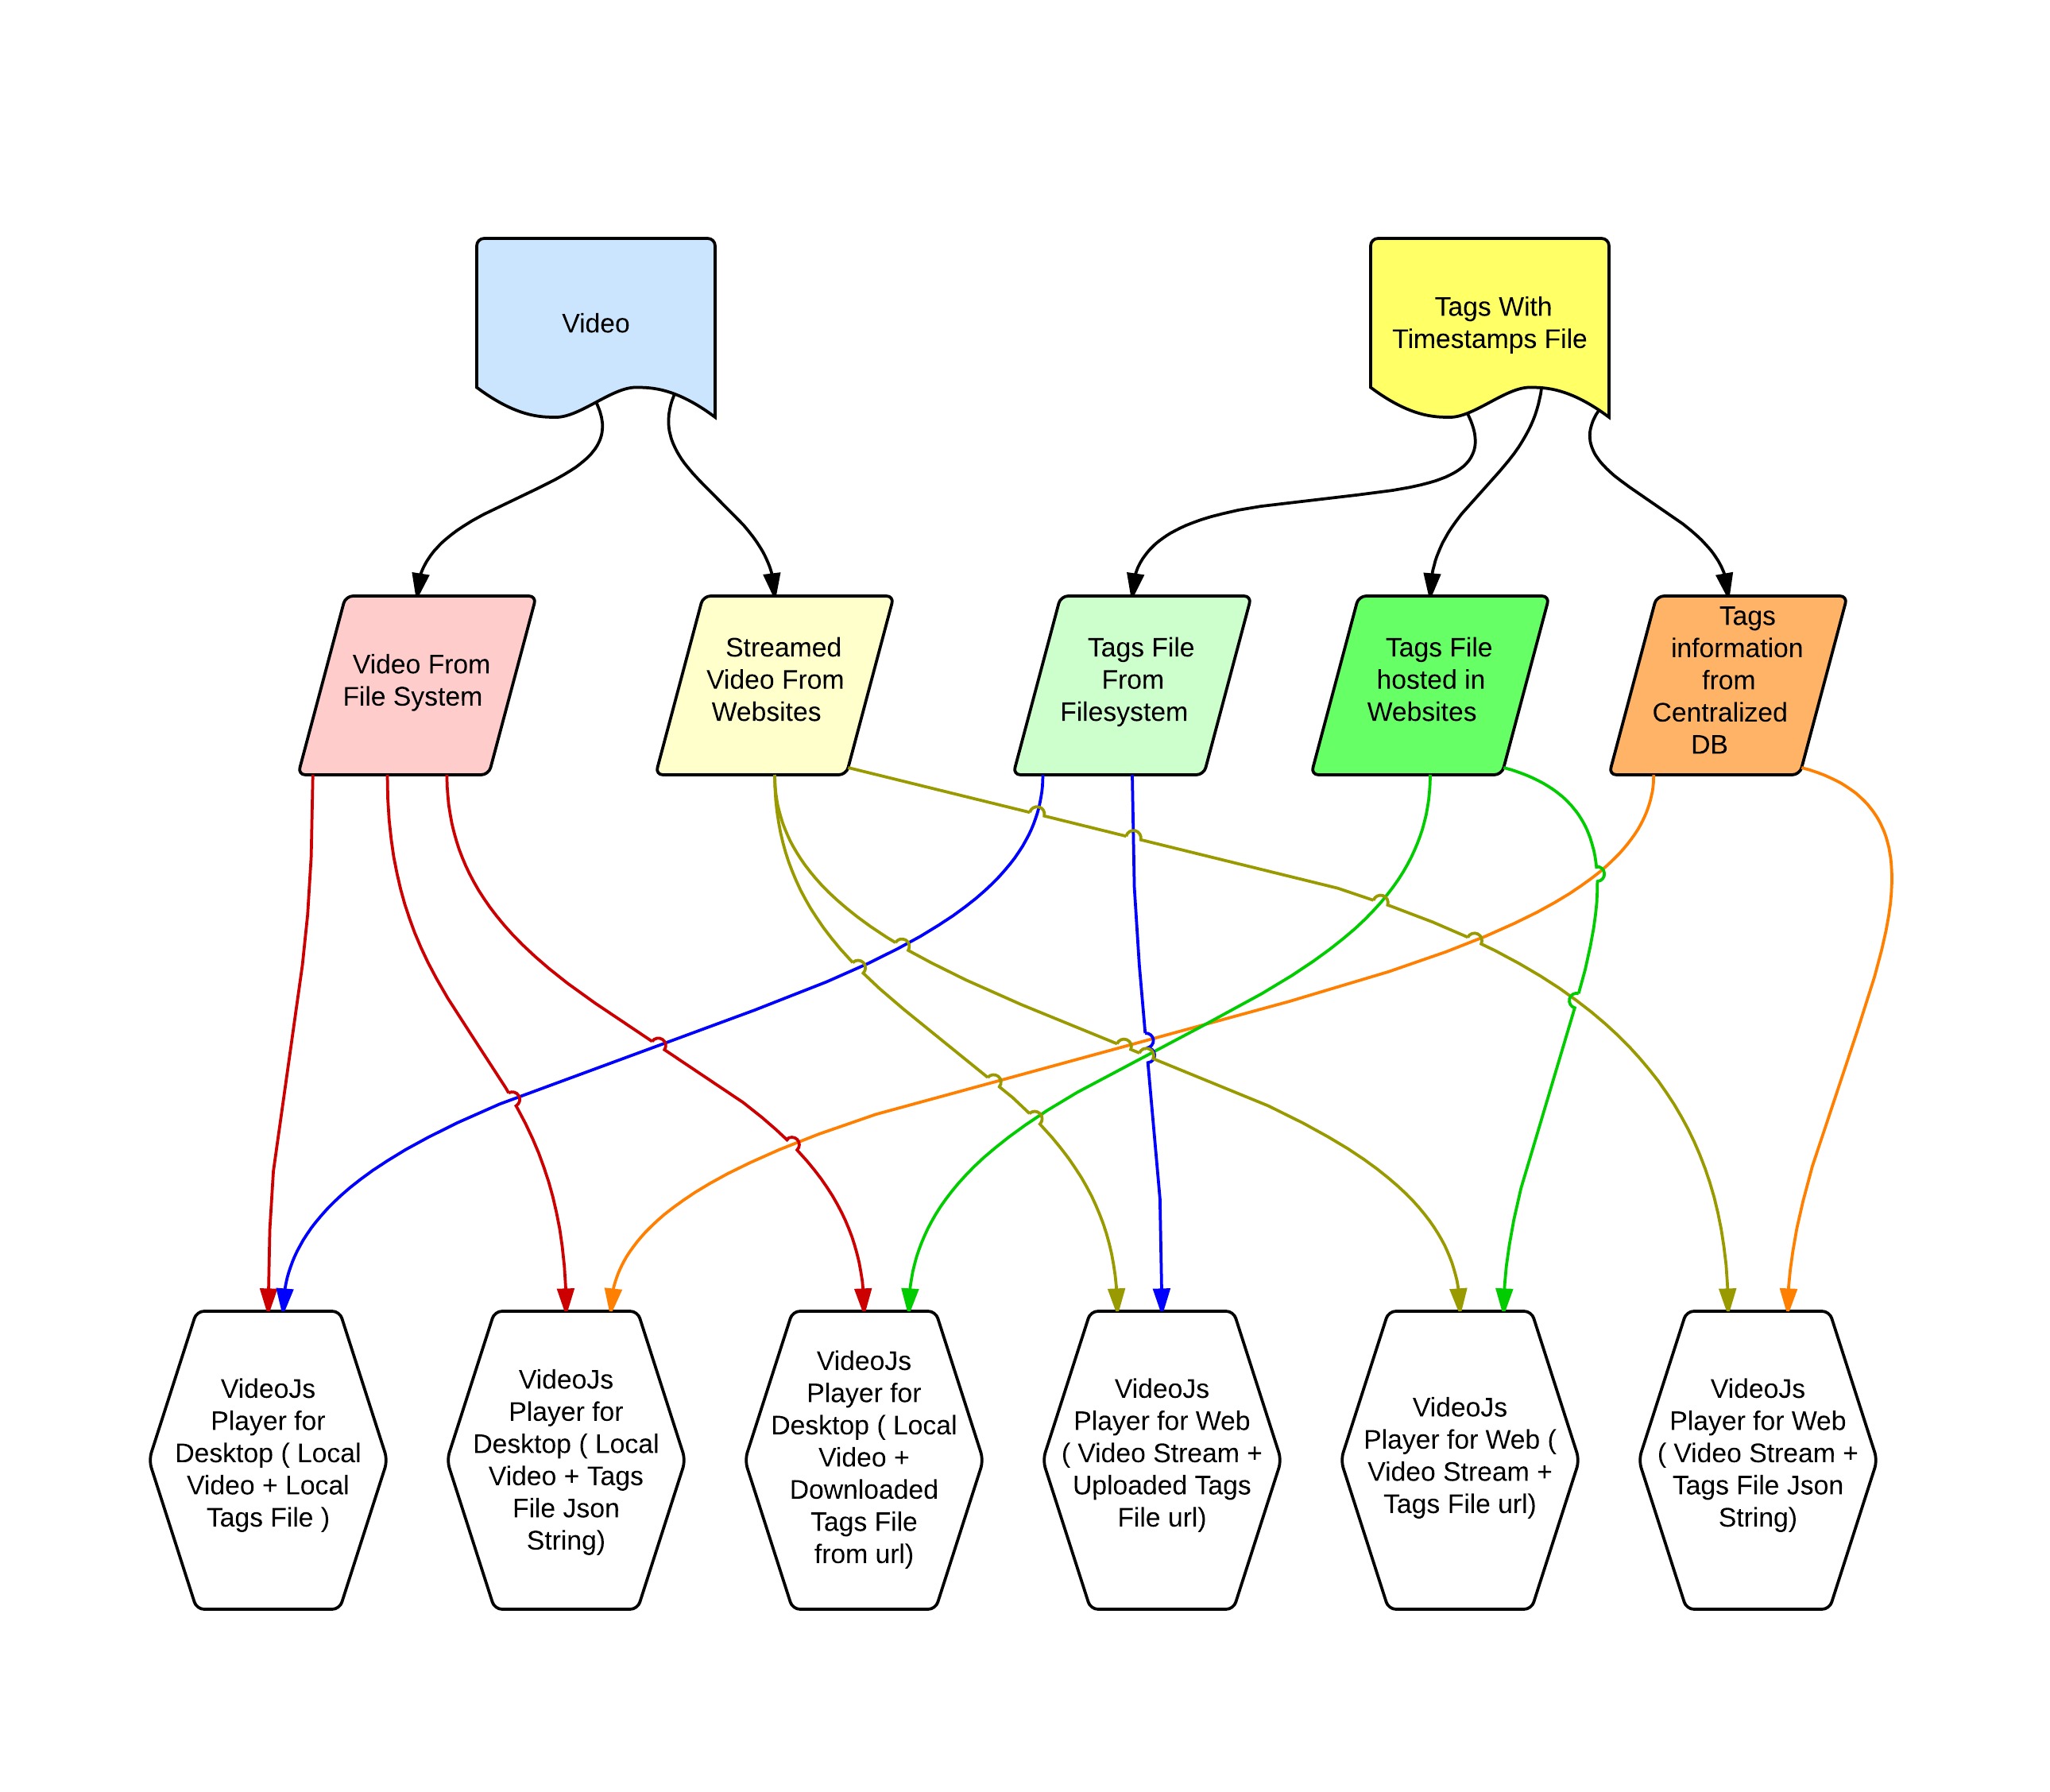 Video
Tags With
Timestamps File
Video From
File System
Streamed
Video From
Websites
Tags File
From
Filesystem
Tags File
hosted in
Websites
Tags
information
from
Centralized
DB
VideoJs
Player for
Desktop ( Local
Video + Local
Tags File )
VideoJs
Player for
Desktop ( Local
Video + Tags
File Json
String)
VideoJs
Player for
Desktop ( Local
Video +
Downloaded
Tags File
from url)
VideoJs
Player for Web
( Video Stream +
Uploaded Tags
File url)
VideoJs
Player for Web (
Video Stream +
Tags File url)
VideoJs
Player for Web
( Video Stream +
Tags File Json
String)